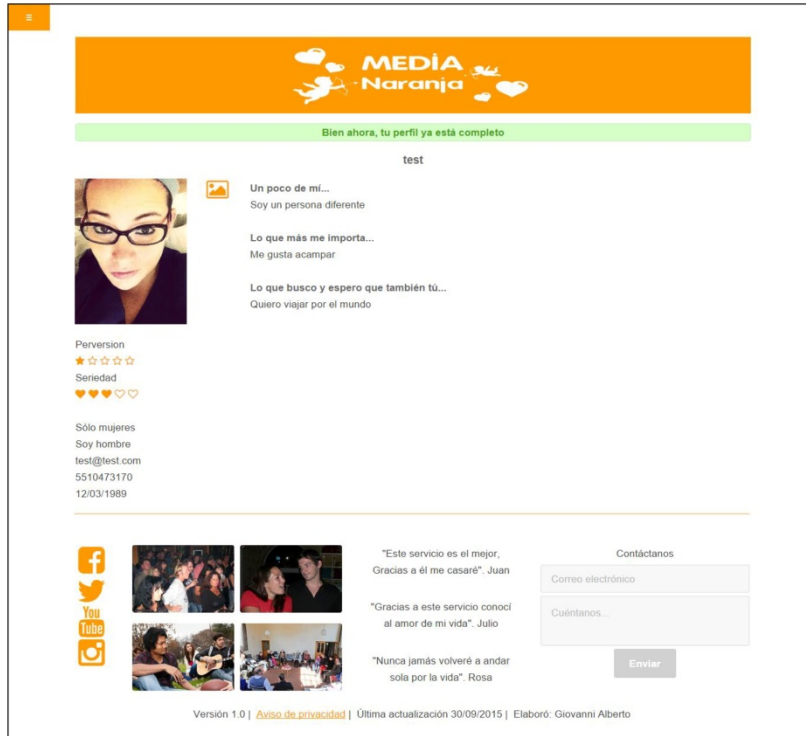 MEDIA
Naranja
Bien ahora, tu perfil ya está completo
test
Un poco de mí...
Soy un persona diferente
Lo que más me importa...
Me gusta acampar
Lo que busco y espero que también tú...
Quiero viajar por el mundo
Perversion
Seriedad
Sólo mujeres
Soy hombre
test@test.com
5510473170
12/03/1989
You
Tube
"Este servicio es el mejor,
Gracias a él me casaré". Juan
"Gracias a este servicio conocí
al amor de mi vida". Julio
"Nunca jamás volveré a andar
sola por la vida". Rosa
Contáctanos
Correo electrónico
Cuéntanos...
Enviar
Versión 1.0 | Aviso de privacidad | Última actualización 30/09/2015 | Elaboró: Giovanni Alberto